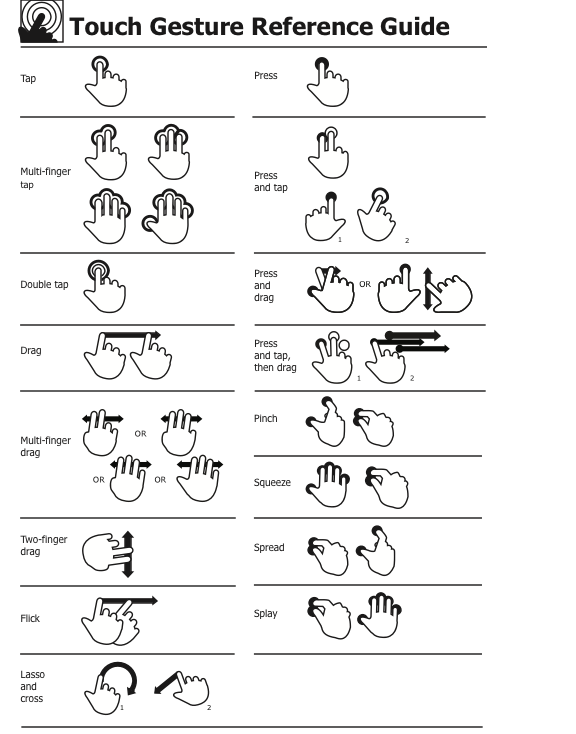 Touch Gesture Reference Guide
Tap
Press
Multi-finger
tap
Press
and tap
1
2
Double tap
Press
and
drag
OR
Drag
Press
and tap,
then drag
1
2
Multi-finger
drag
OR
OR
OR
Pinch
Squeeze
Two-finger
drag
Spread
Flick
Splay
Lasso
and
cross
1
2